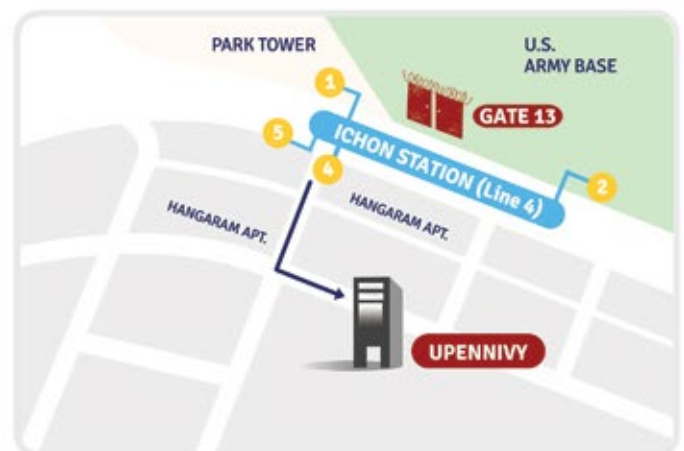 PARK TOWER
U.S.
ARMY BASE
1
GATE 13
5
ICHON STATION (Line 4)
4
2
HANGARAM APT.
HANGARAM APT.
UPENNIVY